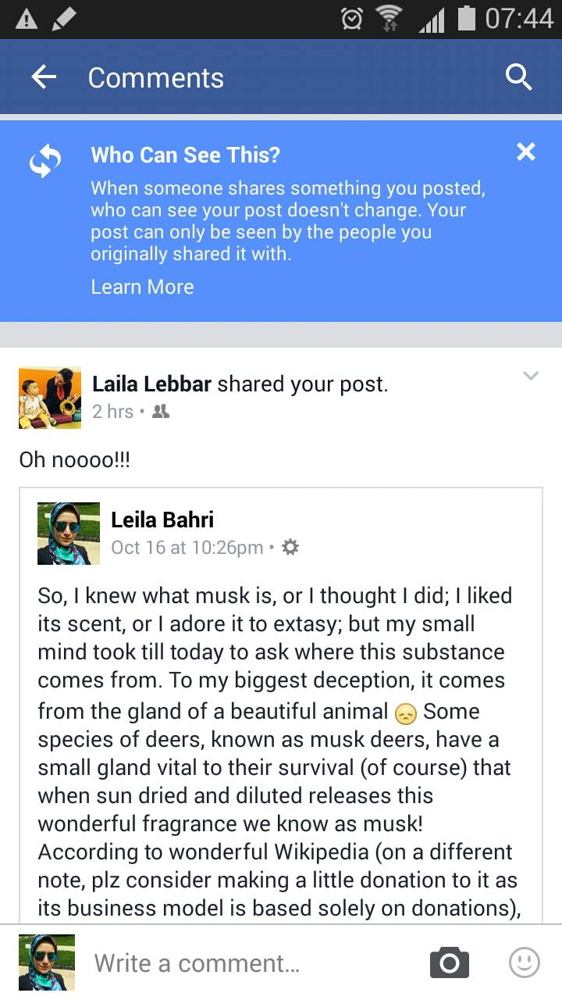 07:44
Comments
Who Can See This?
When someone shares something you posted,
who can see your post doesn't change. Your
post can only be seen by the people you
originally shared it with.
Learn More
Laila Lebbar shared your post.
2 hrs •
Oh noooo!!!
Leila Bahri
Oct 16 at 10:26pm •
So, I knew what musk is, or I thought I did; I liked
its scent, or I adore it to extasy; but my small
mind took till today to ask where this substance
comes from. To my biggest deception, it comes
from the gland of a beautiful animal 😞 Some
species of deers, known as musk deers, have a
small gland vital to their survival (of course) that
when sun dried and diluted releases this
wonderful fragrance we know as musk!
According to wonderful Wikipedia (on a different
note, plz consider making a little donation to it as
its business model is based solely on donations),
Write a comment...